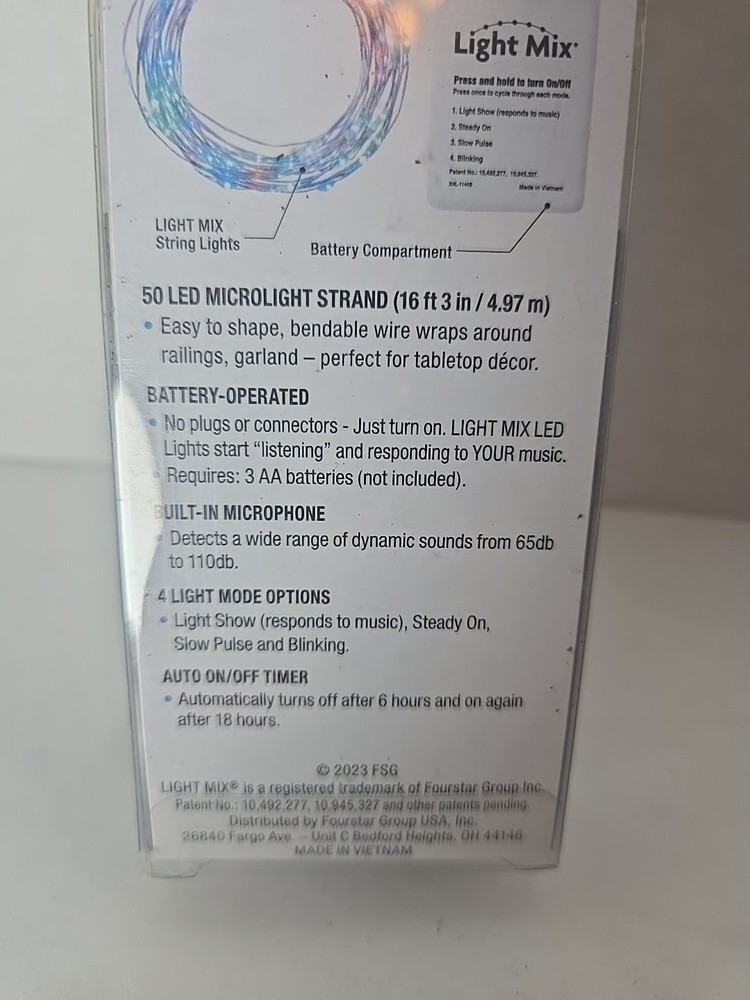 Light Mix®
Press and hold to turn On/Off
Press once to cycle through each mode.
1. Light Show (responds to music)
2. Steady On
3. Slow Pulse
4. Blinking
Patent No.: 10,492,277, 10,945,327.
Made in Vietnam
LIGHT MIX
String Lights
Battery Compartment
50 LED MICROLIGHT STRAND (16 ft 3 in / 4.97 m)
• Easy to shape, bendable wire wraps around
railings, garland – perfect for tabletop décor.
BATTERY-OPERATED
• No plugs or connectors - Just turn on. LIGHT MIX LED
Lights start “listening” and responding to YOUR music.
• Requires: 3 AA batteries (not included).
BUILT-IN MICROPHONE
• Detects a wide range of dynamic sounds from 65db
to 110db.
4 LIGHT MODE OPTIONS
• Light Show (responds to music), Steady On,
Slow Pulse and Blinking.
AUTO ON/OFF TIMER
• Automatically turns off after 6 hours and on again
after 18 hours.
© 2023 FSG
LIGHT MIX® is a registered trademark of Fourstar Group Inc.
Patent No.: 10,492,277, 10,945,327 and other patents pending.
Distributed by Fourstar Group USA, Inc.
26840 Fargo Ave. – Unit C Bedford Heights, OH 44146
MADE IN VIETNAM